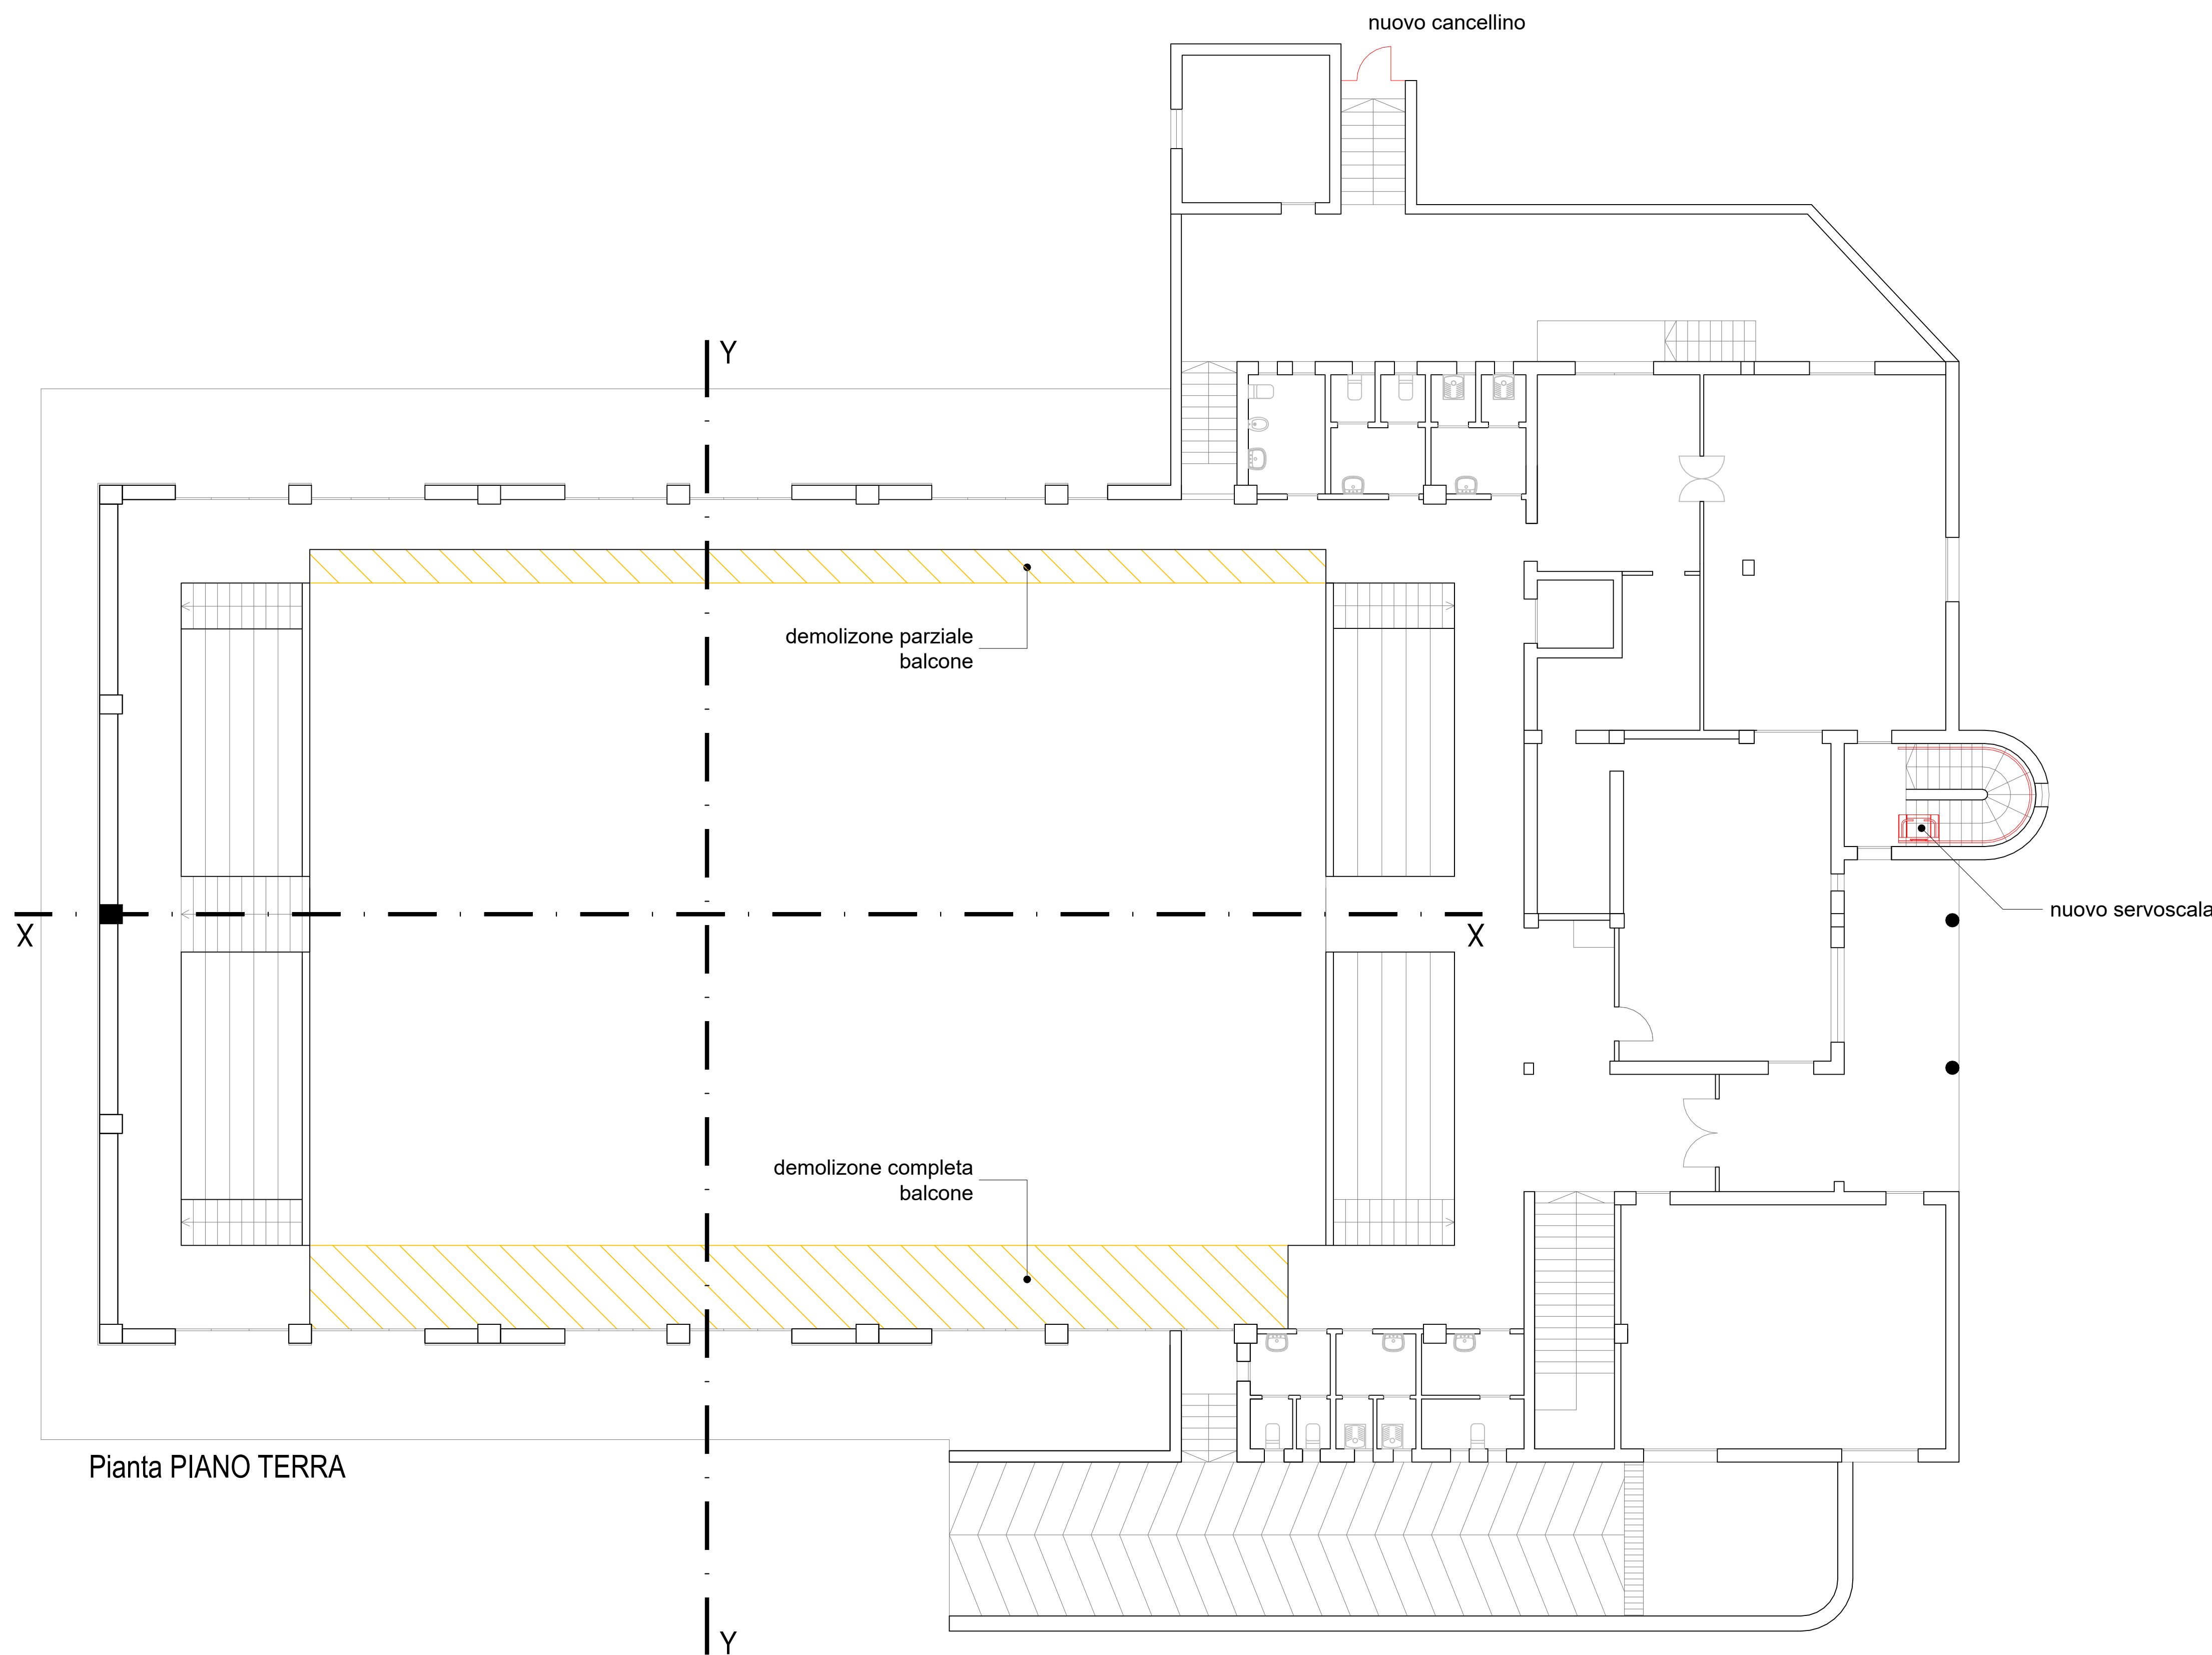 nuovo cancellino
Y
demolizone parziale
balcone
X
X
nuovo servoscala
demolizone completa
balcone
Pianta PIANO TERRA
Y